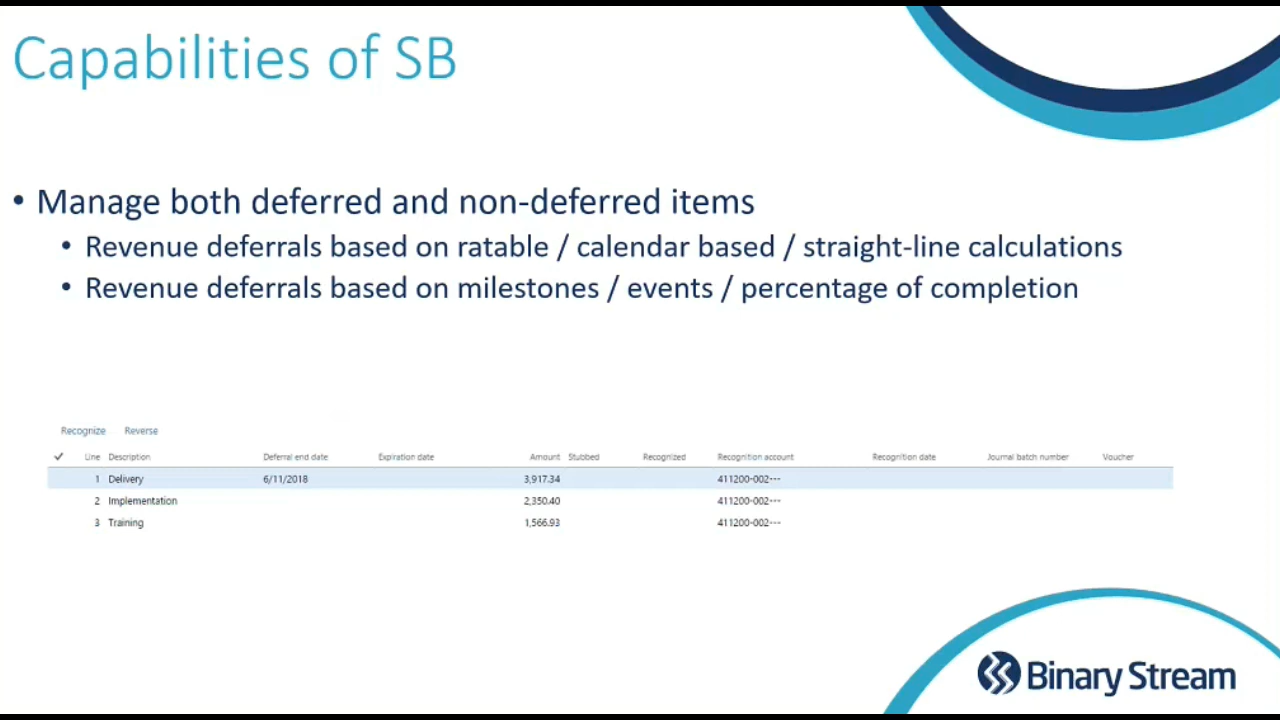 Capabilities of SB
• Manage both deferred and non-deferred items
• Revenue deferrals based on ratable / calendar based / straight-line calculations
• Revenue deferrals based on milestones / events / percentage of completion
Recognize Reverse
✓ Line Description Deferral end date Expiration date Amount Stubbed Recognized Recognition account Recognition date Journal batch number Voucher
1 Delivery 6/11/2018 3,917.34 411200-002---
2 Implementation 2,350.40 411200-002---
3 Training 1,566.93 411200-002---
Binary Stream